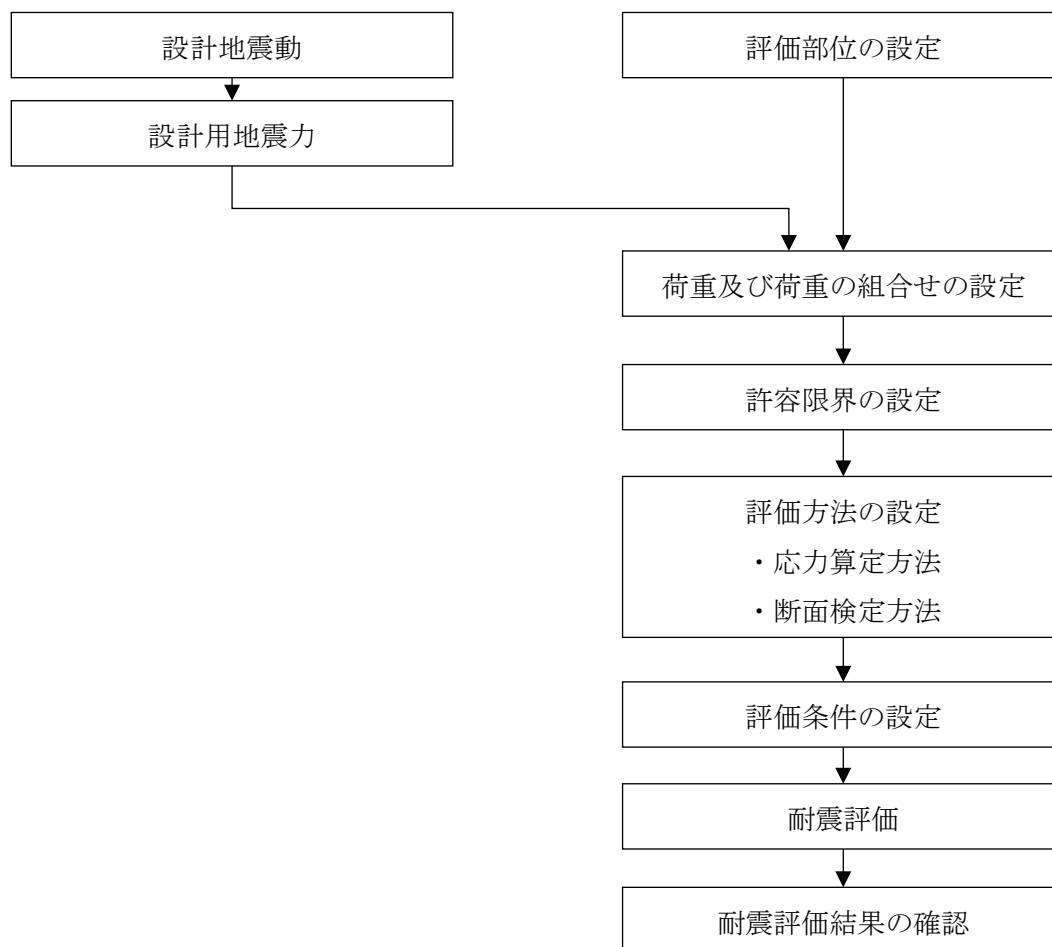 設計地震動
評価部位の設定
設計用地震力
荷重及び荷重の組合せの設定
許容限界の設定
評価方法の設定
・応力算定方法
・断面検定方法
評価条件の設定
耐震評価
耐震評価結果の確認